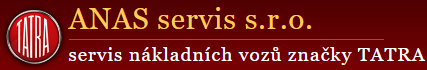 TATRA
ANAS servis s.r.o.
servis nákladních vozů značky TATRA